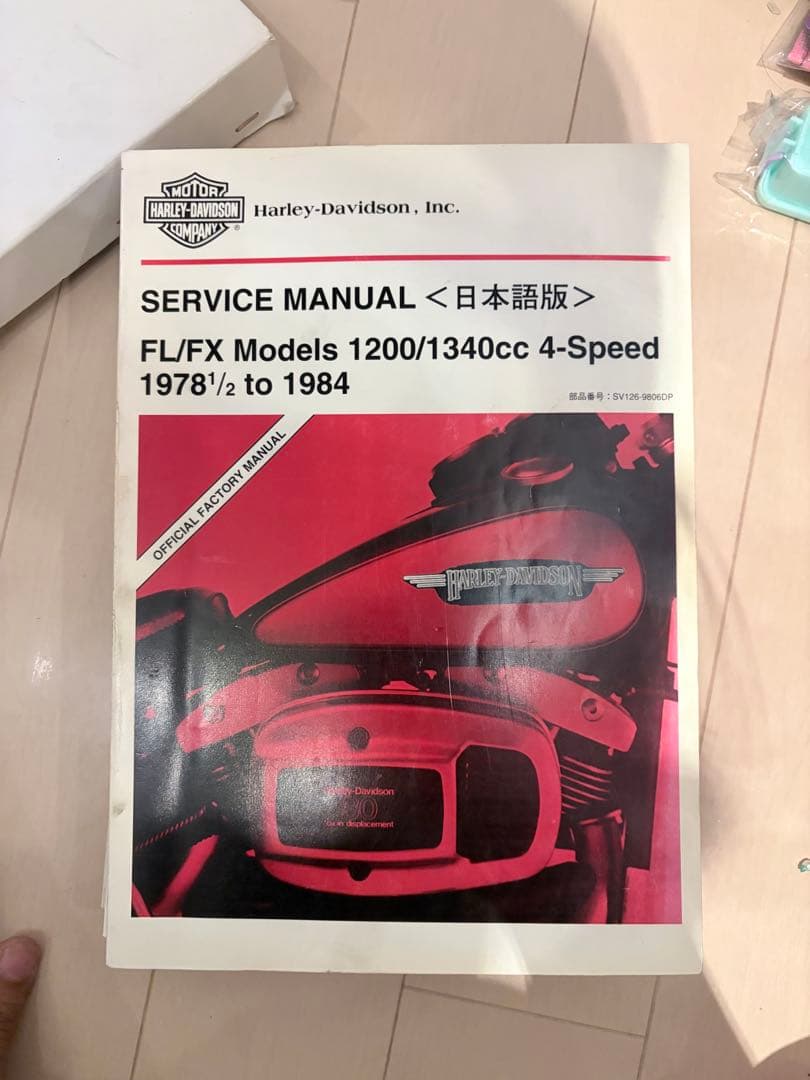 MOTOR
HARLEY-DAVIDSON
COMPANY
®
Harley-Davidson, Inc.
SERVICE MANUAL <日本語版>
FL/FX Models 1200/1340cc 4-Speed
1978½ to 1984
部品番号：SV126-9806DP
OFFICIAL FACTORY MANUAL
HARLEY-DAVIDSON
Harley-Davidson
80
displacement